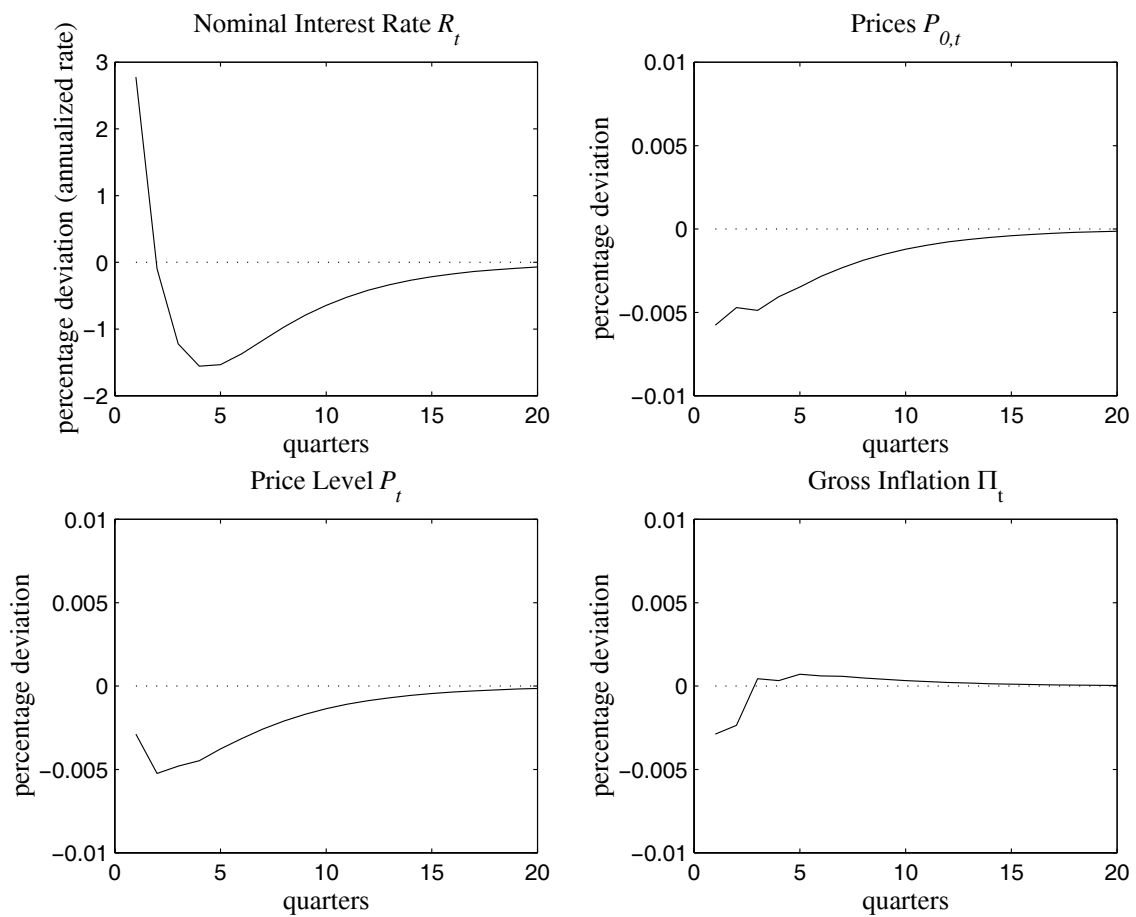 Nominal Interest Rate R_t
percentage deviation (annualized rate)
3
2
1
0
−1
−2
0 5 10 15 20
quarters
Prices P_{0,t}
percentage deviation
0.01
0.005
0
−0.005
−0.01
0 5 10 15 20
quarters
Price Level P_t
percentage deviation
0.01
0.005
0
−0.005
−0.01
0 5 10 15 20
quarters
Gross Inflation Π_t
percentage deviation
0.01
0.005
0
−0.005
−0.01
0 5 10 15 20
quarters